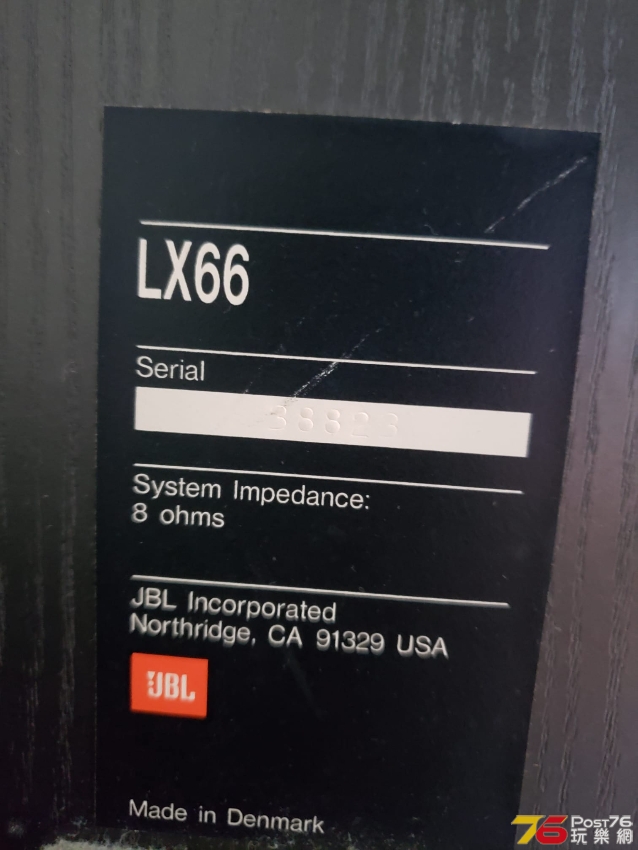 LX66
Serial
38823
System Impedance:
8 ohms
JBL Incorporated
Northridge, CA 91329 USA
JBL
Made in Denmark
76 Post76
玩樂網